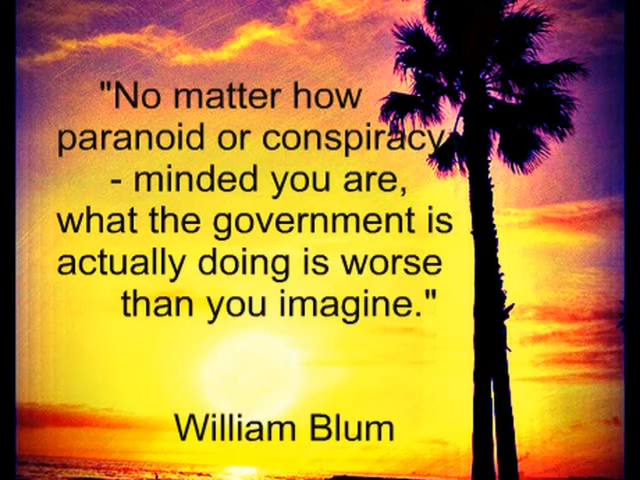 "No matter how
paranoid or conspiracy
- minded you are,
what the government is
actually doing is worse
than you imagine."
William Blum